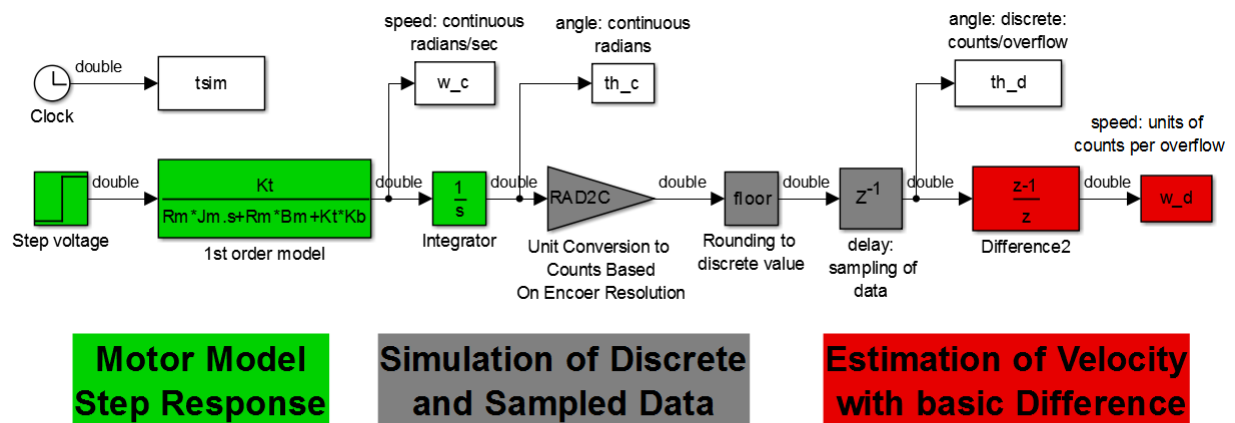 speed: continuous
radians/sec
angle: continuous
radians
angle: discrete:
counts/overflow
double
tsim
w_c
th_c
th_d
Clock
speed: units of
counts per overflow
double
Kt
Rm*Jm.s+Rm*Bm+Kt*Kb
double
1
s
double
RAD2C
double
floor
double
Z-1
double
z-1
z
double
w_d
Step voltage
1st order model
Integrator
Unit Conversion to
Counts Based
On Encoer Resolution
Rounding to
discrete value
delay:
sampling of
data
Difference2
Motor Model
Step Response
Simulation of Discrete
and Sampled Data
Estimation of Velocity
with basic Difference